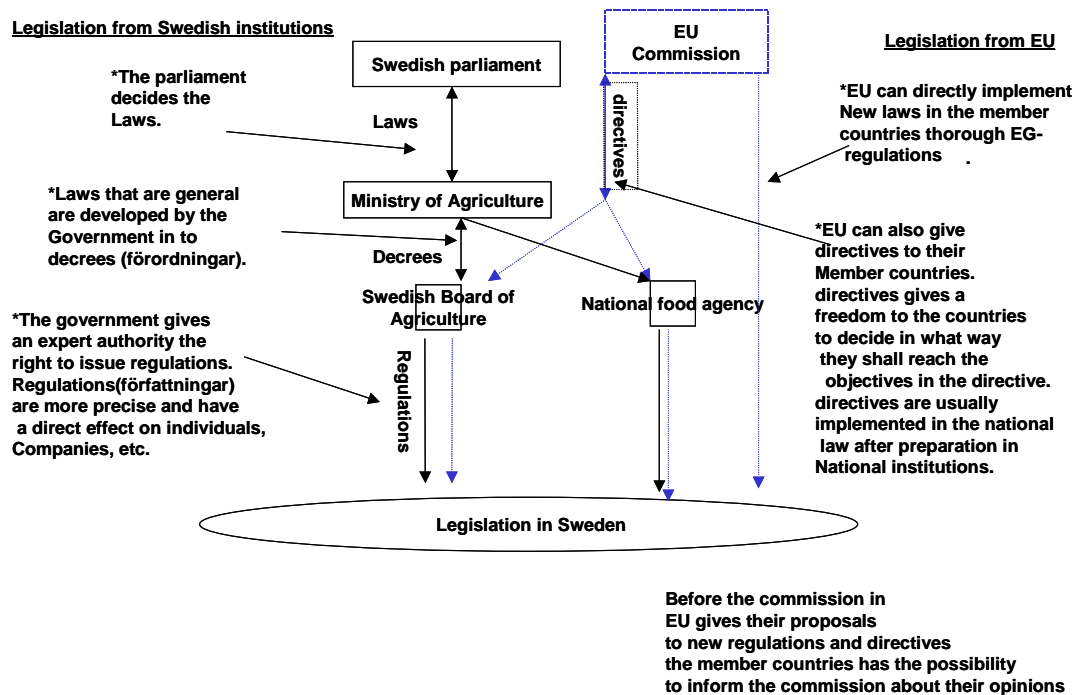 Legislation from Swedish institutions
*The parliament
decides the
Laws.
*Laws that are general
are developed by the
Government in to
decrees (förordningar).
*The government gives
an expert authority the
right to issue regulations.
Regulations(författningar)
are more precise and have
a direct effect on individuals,
Companies, etc.
Swedish parliament
Laws
Ministry of Agriculture
Decrees
Swedish Board of
Agriculture
Regulations
EU
Commission
directives
National food agency
Legislation from EU
*EU can directly implement
New laws in the member
countries thorough EG-
regulations .
*EU can also give
directives to their
Member countries.
directives gives a
freedom to the countries
to decide in what way
they shall reach the
objectives in the directive.
directives are usually
implemented in the national
law after preparation in
National institutions.
Legislation in Sweden
Before the commission in
EU gives their proposals
to new regulations and directives
the member countries has the possibility
to inform the commission about their opinions